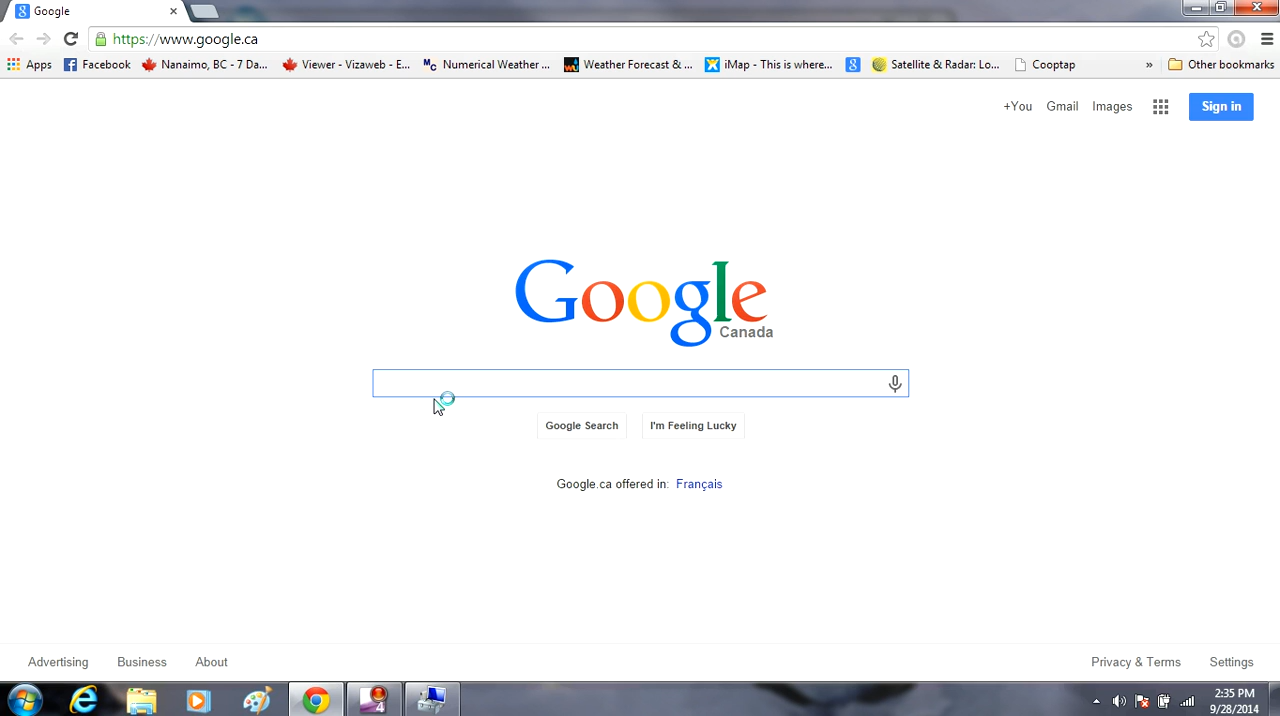 Google
https://www.google.ca
Apps Facebook Nanaimo, BC - 7 Da... Viewer - Vizaweb - E... Numerical Weather ... Weather Forecast & ... iMap - This is where... Satellite & Radar: Lo... Cooptap » Other bookmarks
+You Gmail Images Sign in
Google
Canada
Google Search I'm Feeling Lucky
Google.ca offered in: Français
Advertising Business About Privacy & Terms Settings
2:35 PM
9/28/2014